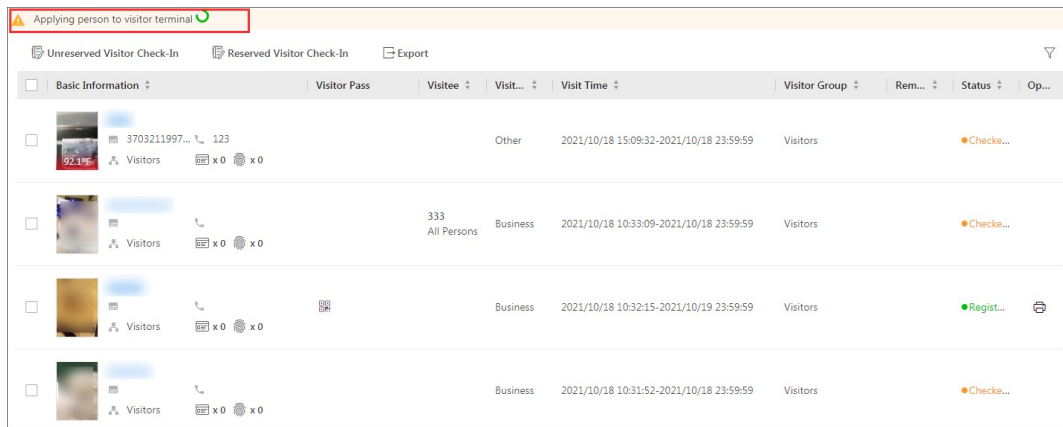 Applying person to visitor terminal
Unreserved Visitor Check-In Reserved Visitor Check-In Export
Basic Information Visitor Pass Visitee Visit... Visit Time Visitor Group Rem... Status Op...
3703211997... 123
Other 2021/10/18 15:09:32-2021/10/18 23:59:59 Visitors Checke...
92.1°F Visitors x 0 x 0
333
All Persons Business 2021/10/18 10:33:09-2021/10/18 23:59:59 Visitors Checke...
Visitors x 0 x 0
Business 2021/10/18 10:32:15-2021/10/19 23:59:59 Visitors Regist...
Visitors x 0 x 0
Business 2021/10/18 10:31:52-2021/10/18 23:59:59 Visitors Checke...
Visitors x 0 x 0